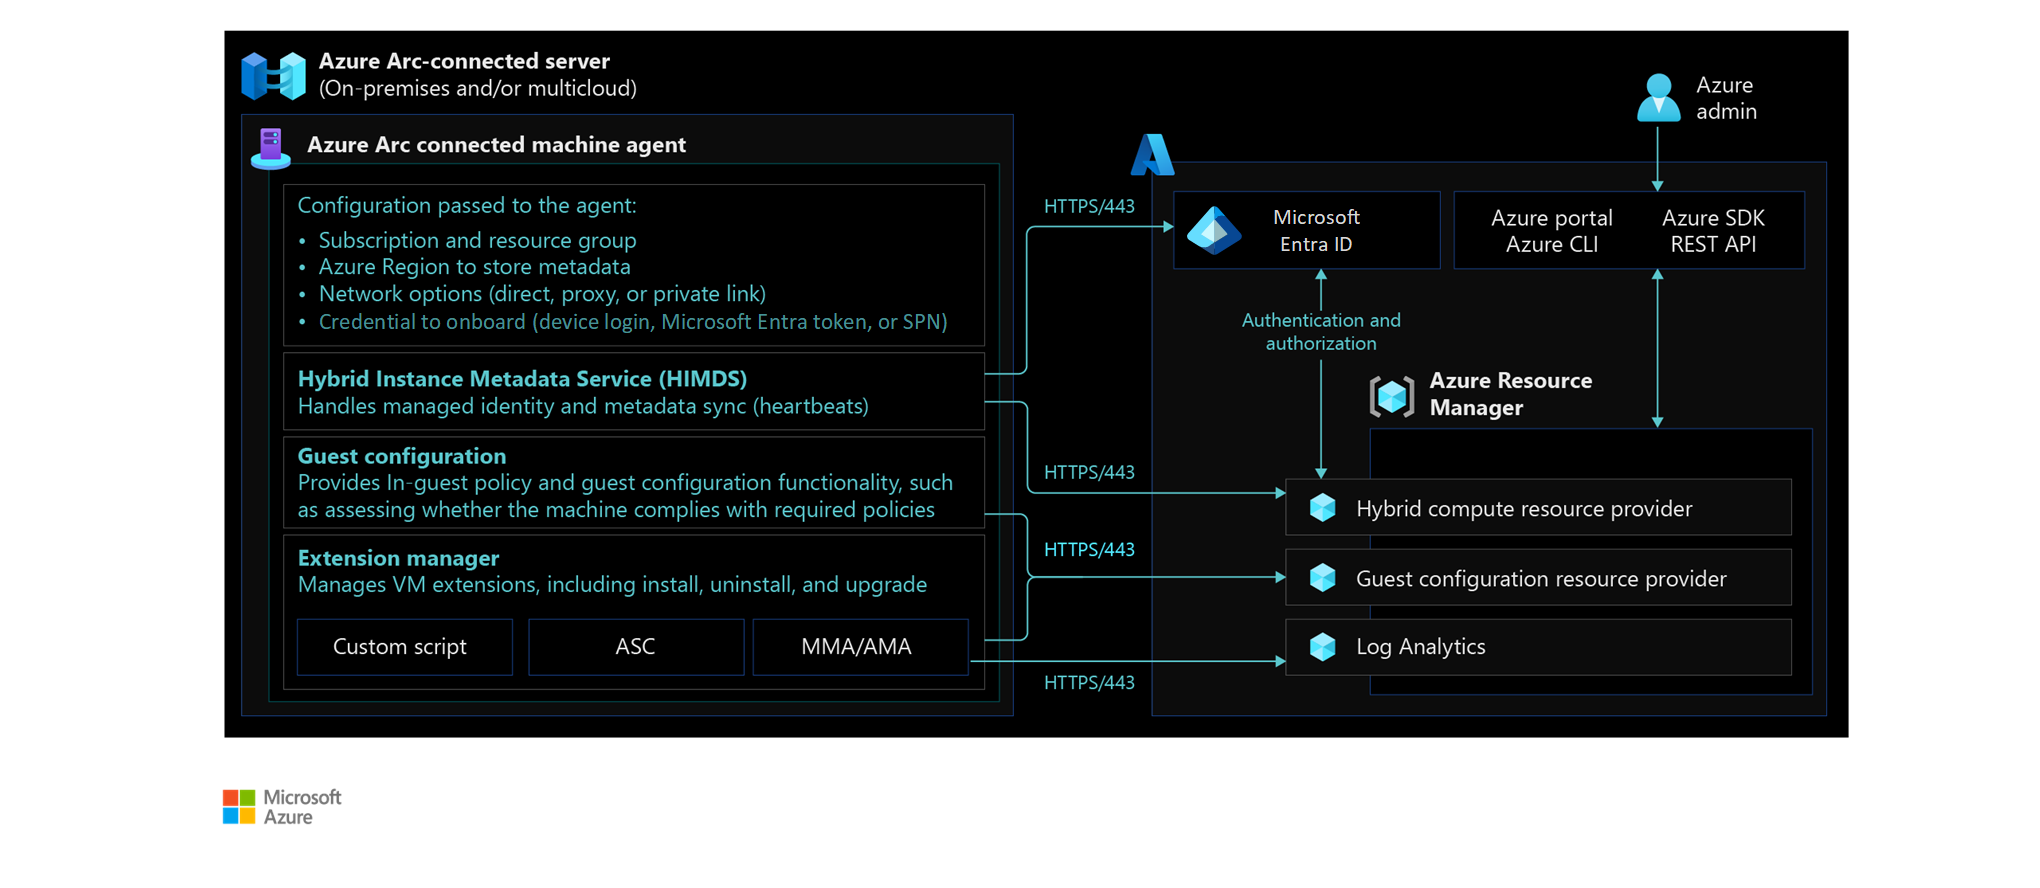 Azure Arc-connected server
(On-premises and/or multicloud)
Azure Arc connected machine agent
Configuration passed to the agent:
• Subscription and resource group
• Azure Region to store metadata
• Network options (direct, proxy, or private link)
• Credential to onboard (device login, Microsoft Entra token, or SPN)
Hybrid Instance Metadata Service (HIMDS)
Handles managed identity and metadata sync (heartbeats)
Guest configuration
Provides In-guest policy and guest configuration functionality, such
as assessing whether the machine complies with required policies
Extension manager
Manages VM extensions, including install, uninstall, and upgrade
Custom script
ASC
MMA/AMA
HTTPS/443
HTTPS/443
HTTPS/443
HTTPS/443
Azure
admin
Microsoft
Entra ID
Azure portal
Azure CLI
Azure SDK
REST API
Authentication and
authorization
Azure Resource
Manager
Hybrid compute resource provider
Guest configuration resource provider
Log Analytics
Microsoft
Azure